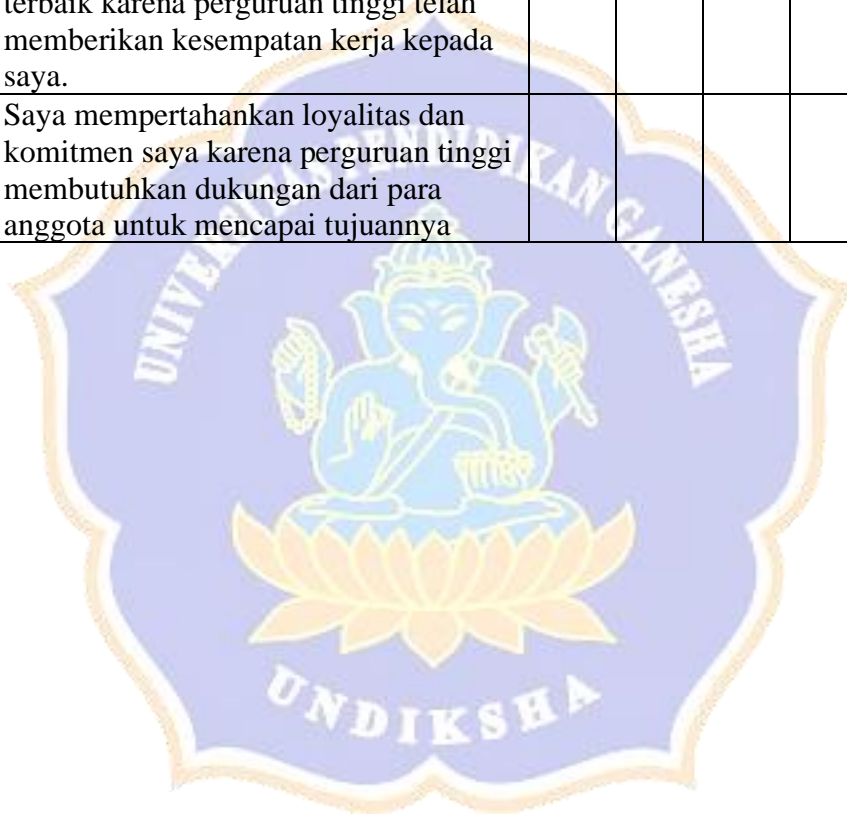 terbaik karena perguruan tinggi telah
memberikan kesempatan kerja kepada
saya.
Saya mempertahankan loyalitas dan
komitmen saya karena perguruan tinggi
membutuhkan dukungan dari para
anggota untuk mencapai tujuannya
UNIVERSITAS PENDIDIKAN GANESHA
UNDIKSHA